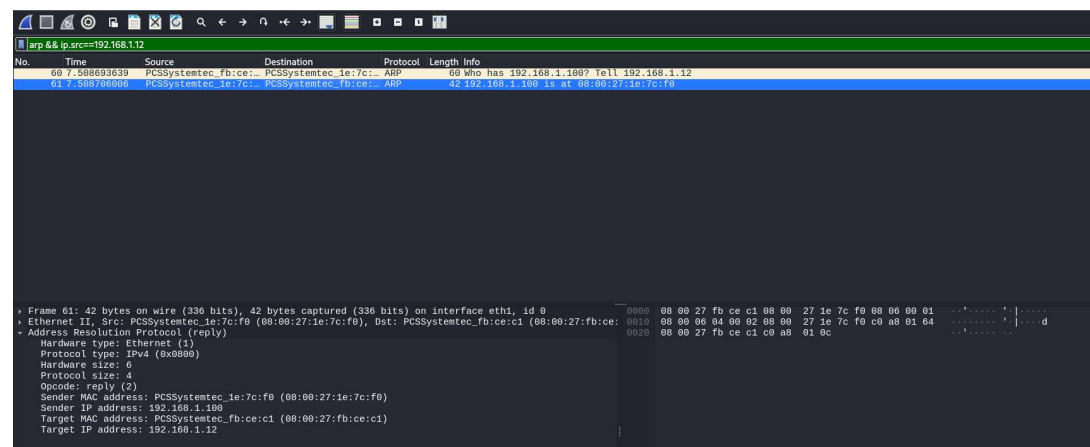 arp && ip.src==192.168.1.12
No. Time Source Destination Protocol Length Info
60 7.508693639 PCSSystemtec_fb:ce:… PCSSystemtec_1e:7c:… ARP 60 Who has 192.168.1.100? Tell 192.168.1.12
61 7.508706006 PCSSystemtec_1e:7c:… PCSSystemtec_fb:ce:… ARP 42 192.168.1.100 is at 08:00:27:1e:7c:f0
Frame 61: 42 bytes on wire (336 bits), 42 bytes captured (336 bits) on interface eth1, id 0
Ethernet II, Src: PCSSystemtec_1e:7c:f0 (08:00:27:1e:7c:f0), Dst: PCSSystemtec_fb:ce:c1 (08:00:27:fb:ce:
Address Resolution Protocol (reply)
Hardware type: Ethernet (1)
Protocol type: IPv4 (0x0800)
Hardware size: 6
Protocol size: 4
Opcode: reply (2)
Sender MAC address: PCSSystemtec_1e:7c:f0 (08:00:27:1e:7c:f0)
Sender IP address: 192.168.1.100
Target MAC address: PCSSystemtec_fb:ce:c1 (08:00:27:fb:ce:c1)
Target IP address: 192.168.1.12
0000 08 00 27 fb ce c1 08 00 27 1e 7c f0 08 06 00 01 ··'····· '·|·····
0010 08 00 06 04 00 02 08 00 27 1e 7c f0 c0 a8 01 64 ········ '·|····d
0020 08 00 27 fb ce c1 c0 a8 01 0c ··'····· ··